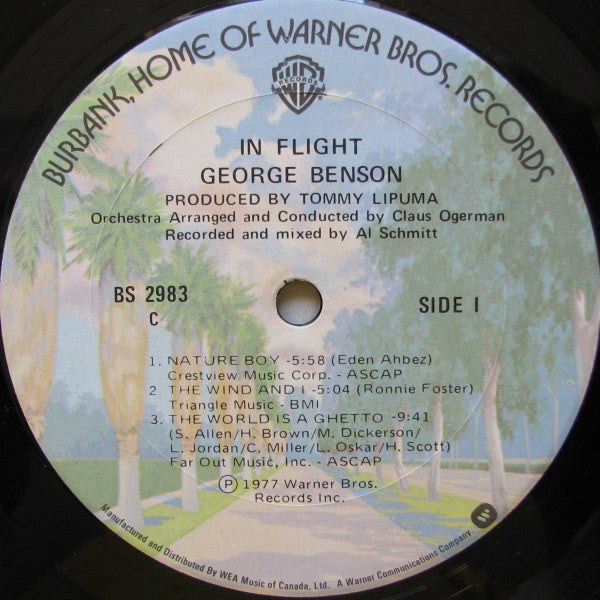 BURBANK, HOME OF WARNER BROS. RECORDS
WB
RECORDS
WEA
IN FLIGHT
GEORGE BENSON
PRODUCED BY TOMMY LIPUMA
Orchestra Arranged and Conducted by Claus Ogerman
Recorded and mixed by Al Schmitt
BS 2983
C
SIDE I
1. NATURE BOY -5:58 (Eden Ahbez)
Crestview Music Corp. - ASCAP
2. THE WIND AND I -5:04 (Ronnie Foster)
Triangle Music - BMI
3. THE WORLD IS A GHETTO -9:41
(S. Allen/H. Brown/M. Dickerson/
L. Jordan/C. Miller/L. Oskar/H. Scott)
Far Out Music, Inc. - ASCAP
Ⓟ 1977 Warner Bros.
Records Inc.
Manufactured and Distributed By WEA Music of Canada, Ltd. A Warner Communications Company.